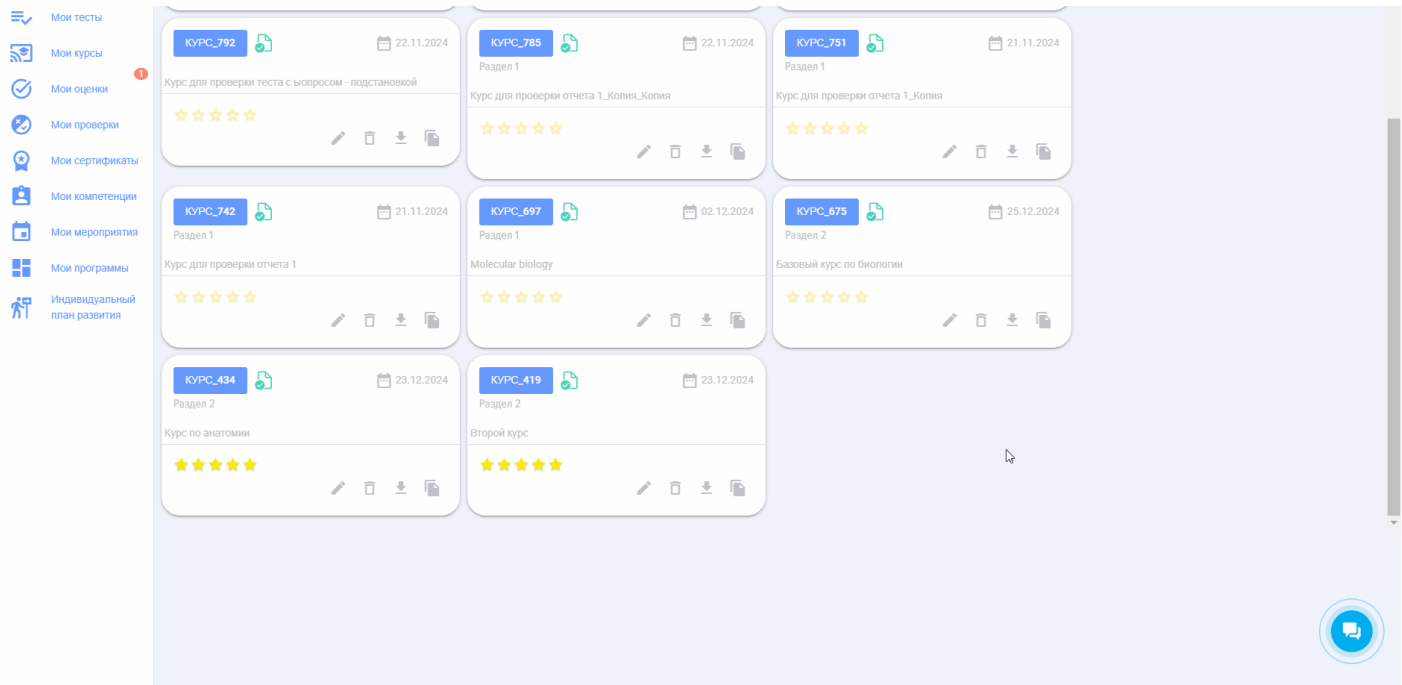 Мои тесты
Мои курсы
1
Мои оценки
Мои проверки
Мои сертификаты
Мои компетенции
Мои мероприятия
Мои программы
Индивидуальный
план развития
КУРС_792
22.11.2024
Курс для проверки теста с ыопросом - подстановкой
КУРС_785
22.11.2024
Раздел 1
Курс для проверки отчета 1_Копия_Копия
КУРС_751
21.11.2024
Раздел 1
Курс для проверки отчета 1_Копия
КУРС_742
21.11.2024
Раздел 1
Курс для проверки отчета 1
КУРС_697
02.12.2024
Раздел 1
Molecular biology
КУРС_675
25.12.2024
Раздел 2
Базовый курс по биологии
КУРС_434
23.12.2024
Раздел 2
Курс по анатомии
КУРС_419
23.12.2024
Раздел 2
Второй курс